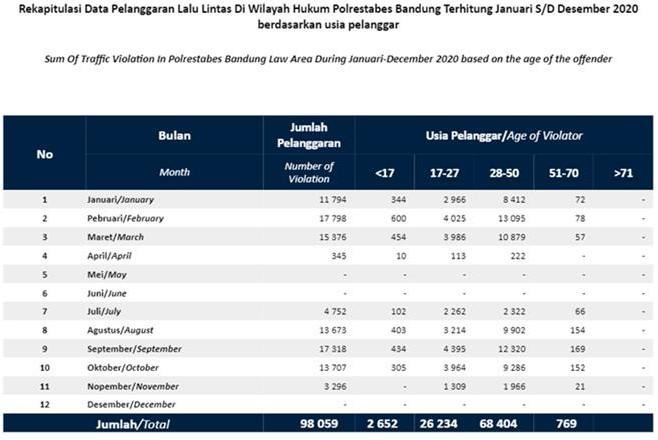 Rekapitulasi Data Pelanggaran Lalu Lintas Di Wilayah Hukum Polrestabes Bandung Terhitung Januari S/D Desember 2020
berdasarkan usia pelanggar
Sum Of Traffic Violation In Polrestabes Bandung Law Area During Januari-December 2020 based on the age of the offender
No Bulan Jumlah Pelanggaran Usia Pelanggar/Age of Violator
Month Number of Violation <17 17-27 28-50 51-70 >71
1 Januari/January 11 794 344 2 966 8 412 72 -
2 Pebruari/February 17 798 600 4 025 13 095 78 -
3 Maret/March 15 376 454 3 986 10 879 57 -
4 April/April 345 10 113 222 - -
5 Mei/May - - - - - -
6 Juni/June - - - - - -
7 Juli/July 4 752 102 2 262 2 322 66 -
8 Agustus/August 13 673 403 3 214 9 902 154 -
9 September/September 17 318 434 4 395 12 320 169 -
10 Oktober/October 13 707 305 3 964 9 286 152 -
11 Nopember/November 3 296 - 1 309 1 966 21 -
12 Desember/December - - - - - -
Jumlah/Total 98 059 2 652 26 234 68 404 769